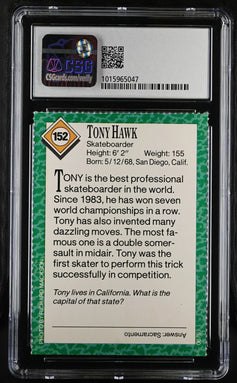 CSG
CSGcards.com/verify
1015965047
152
TONY HAWK
Skateboarder
Height: 6' 2" Weight: 155
Born: 5/12/68, San Diego, Calif.
TONY is the best professional
skateboarder in the world.
Since 1983, he has won seven
world championships in a row.
Tony has also invented many
dazzling moves. The most fa-
mous one is a double somer-
sault in midair. Tony was the
first skater to perform this trick
successfully in competition.
Tony lives in California. What is the
capital of that state?
Answer: Sacramento